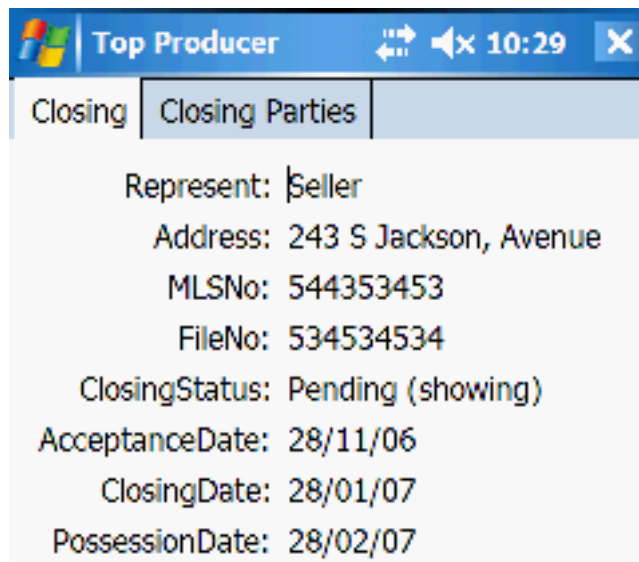 Top Producer 10:29
Closing Closing Parties
Represent: Seller
Address: 243 S Jackson, Avenue
MLSNo: 544353453
FileNo: 534534534
ClosingStatus: Pending (showing)
AcceptanceDate: 28/11/06
ClosingDate: 28/01/07
PossessionDate: 28/02/07